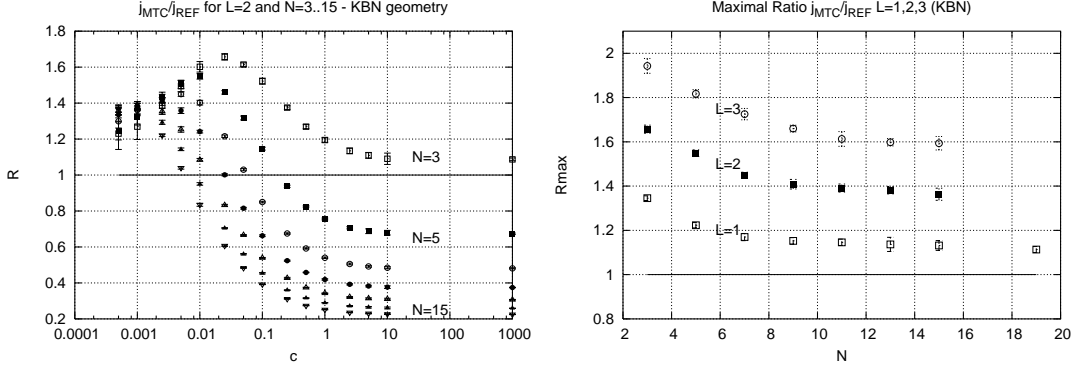 j_MTC/j_REF for L=2 and N=3..15 - KBN geometry
R
1.8
1.6
1.4
1.2
1
0.8
0.6
0.4
0.2
N=3
N=5
N=15
0.0001 0.001 0.01 0.1 1 10 100 1000
c
Maximal Ratio j_MTC/j_REF L=1,2,3 (KBN)
Rmax
2
1.8
1.6
1.4
1.2
1
0.8
L=3
L=2
L=1
2 4 6 8 10 12 14 16 18 20
N